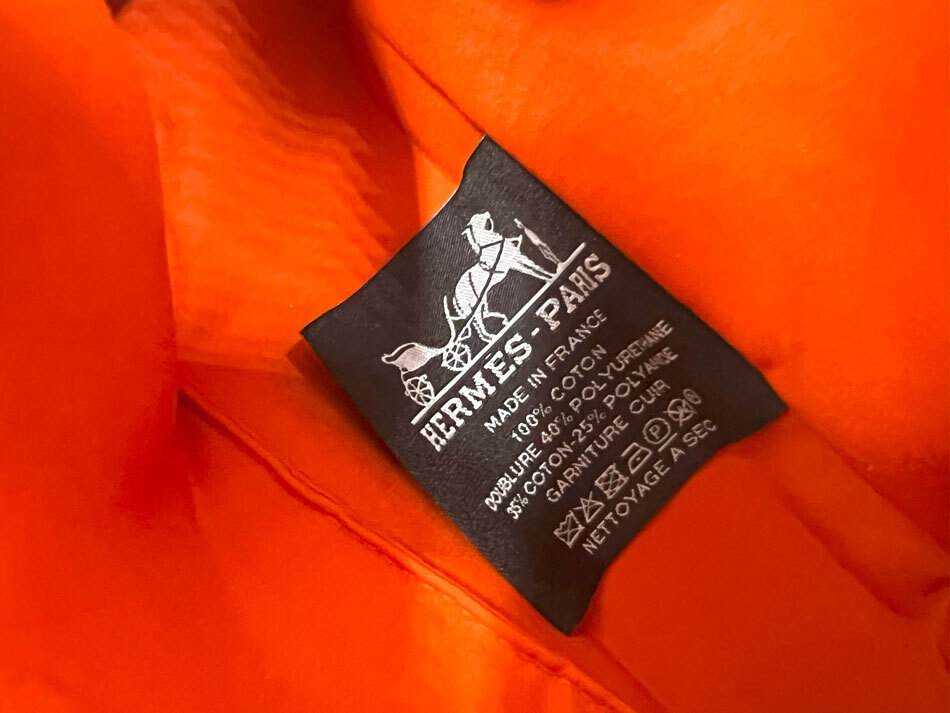 HERMES-PARIS
MADE IN FRANCE
100% COTON
DOUBLURE 40% POLYURETHANE
35% COTON-25% POLYAMIDE
GARNITURE CUIR
P
NETTOYAGE A SEC